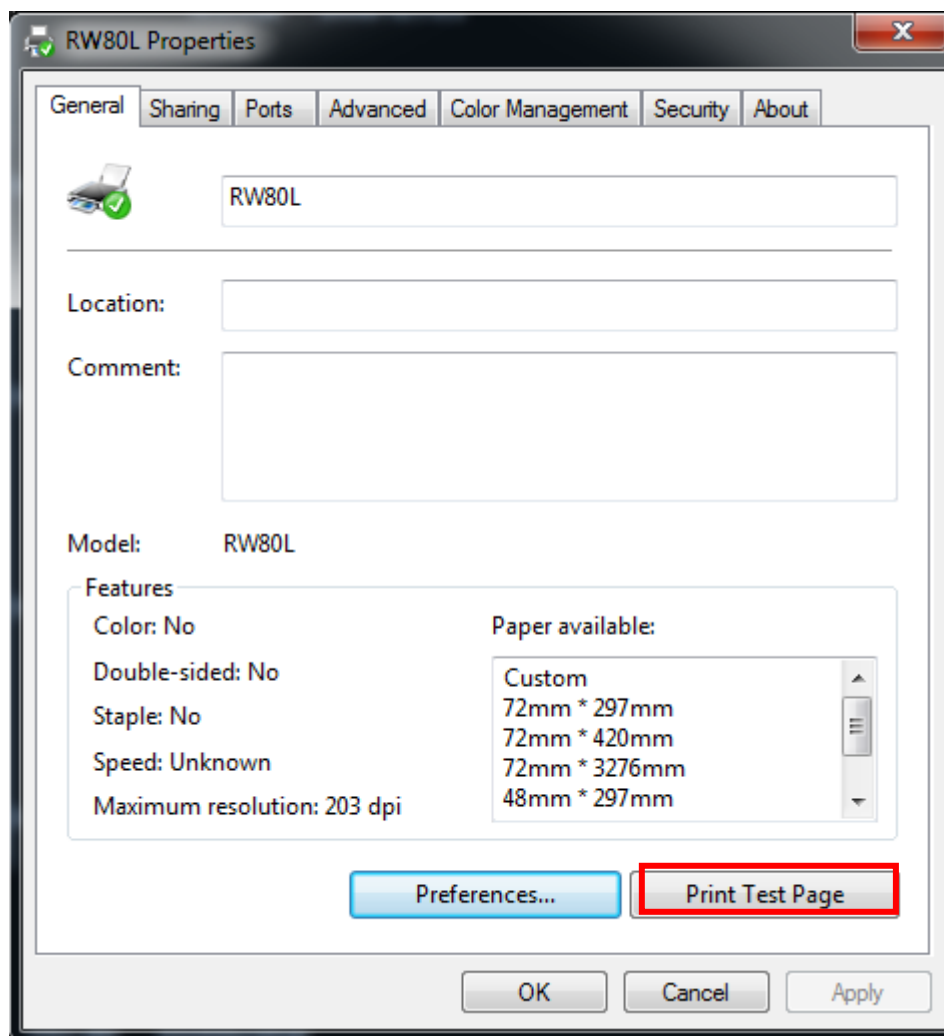 RW80L Properties
x
General Sharing Ports Advanced Color Management Security About
RW80L
Location:
Comment:
Model: RW80L
Features
Color: No
Double-sided: No
Staple: No
Speed: Unknown
Maximum resolution: 203 dpi
Paper available:
Custom
72mm * 297mm
72mm * 420mm
72mm * 3276mm
48mm * 297mm
Preferences... Print Test Page
OK Cancel Apply